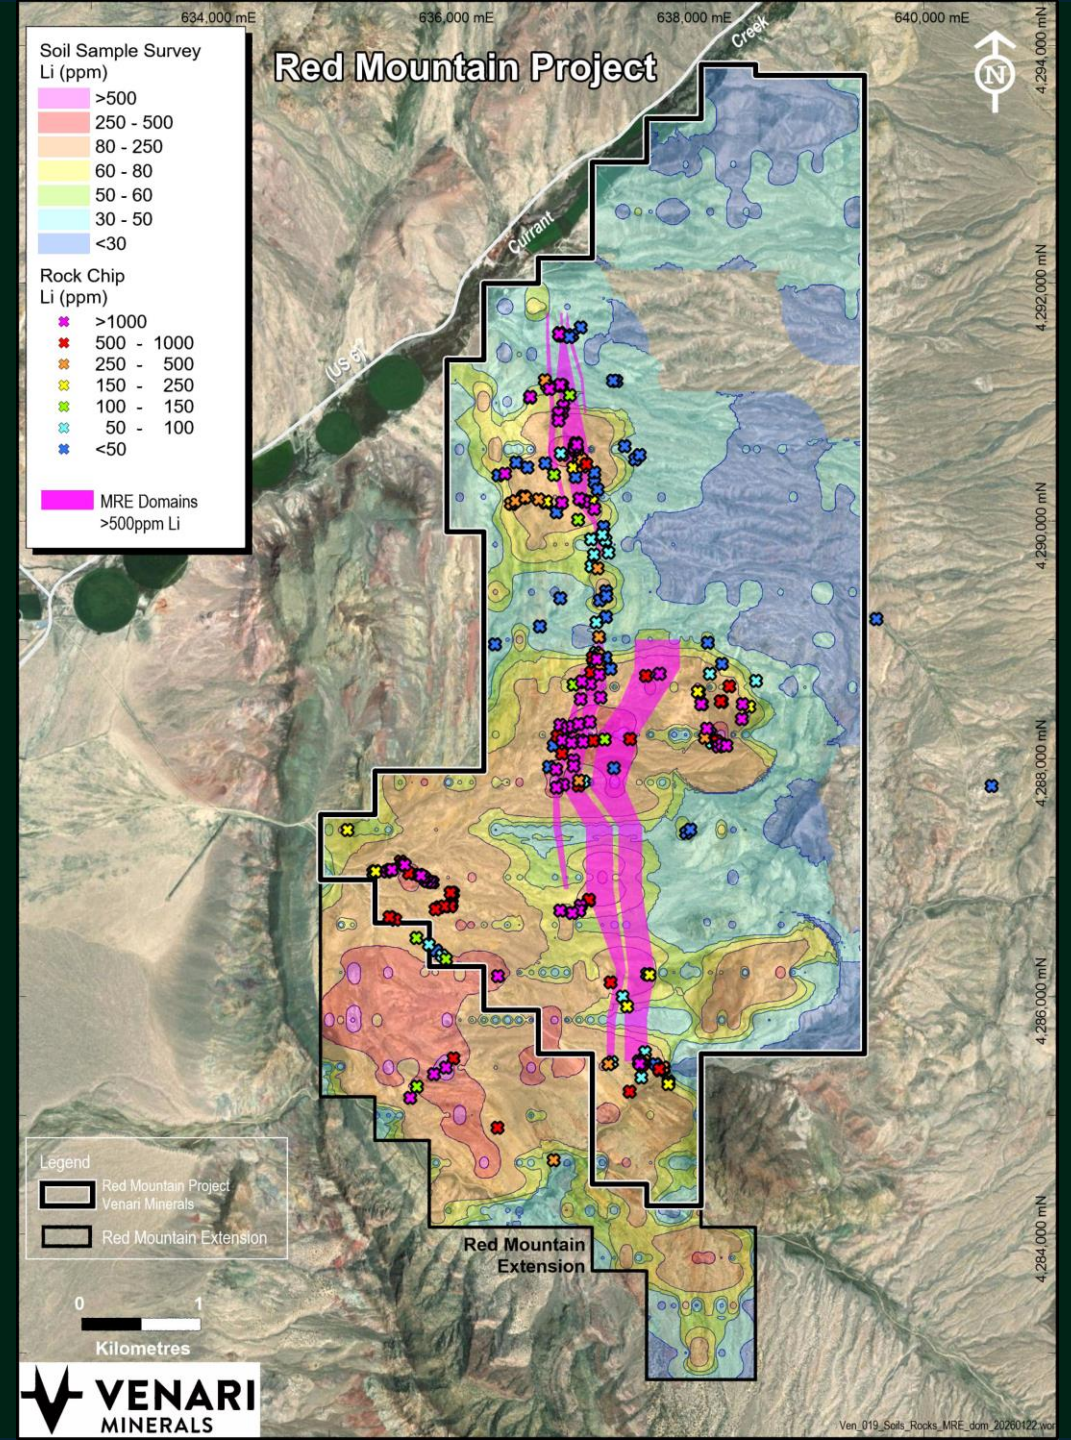 634,000 mE
636,000 mE
638,000 mE
640,000 mE
Red Mountain Project
Creek
Currant
(US 6)
N
4,294,000 mN
4,292,000 mN
4,290,000 mN
4,288,000 mN
4,286,000 mN
4,284,000 mN
Soil Sample Survey
Li (ppm)
>500
250 - 500
80 - 250
60 - 80
50 - 60
30 - 50
<30
Rock Chip
Li (ppm)
>1000
500 - 1000
250 - 500
150 - 250
100 - 150
50 - 100
<50
MRE Domains
>500ppm Li
Legend
Red Mountain Project
Venari Minerals
Red Mountain Extension
Red Mountain
Extension
0 1
Kilometres
VENARI
MINERALS
Ven_019_Soils_Rocks_MRE_dom_20260122.wor